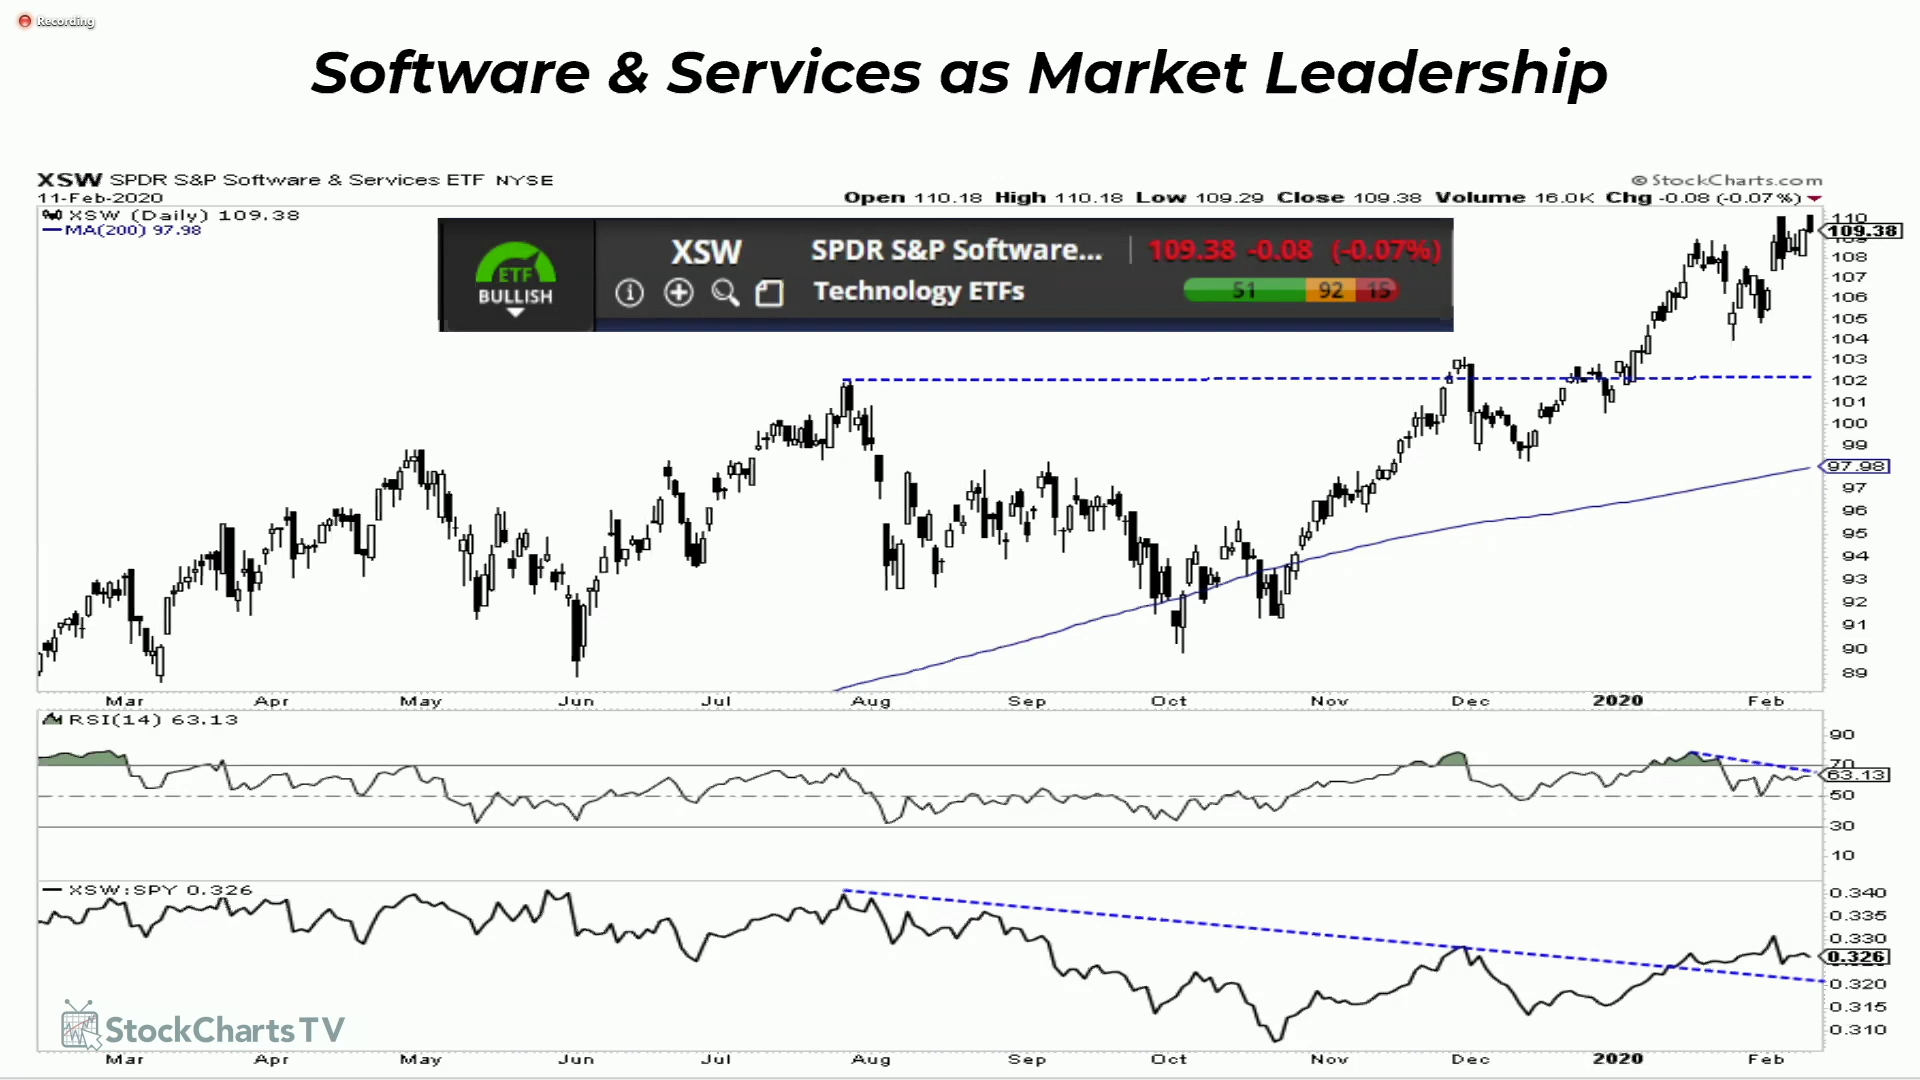 Recording
Software & Services as Market Leadership
XSW SPDR S&P Software & Services ETF NYSE
© StockCharts.com
11-Feb-2020
Open 110.18 High 110.18 Low 109.29 Close 109.38 Volume 16.0K Chg -0.08 (-0.07%)
XSW (Daily) 109.38
MA(200) 97.98
ETF
BULLISH
XSW
SPDR S&P Software...
109.38 -0.08 (-0.07%)
Technology ETFs
51 92 15
110
109.38
109
108
107
106
105
104
103
102
101
100
99
97.98
97
96
95
94
93
92
91
90
89
Mar Apr May Jun Jul Aug Sep Oct Nov Dec 2020 Feb
RSI(14) 63.13
90
70
63.13
50
30
10
XSW:SPY 0.326
0.340
0.335
0.330
0.326
0.320
0.315
0.310
StockCharts TV
Mar Apr May Jun Jul Aug Sep Oct Nov Dec 2020 Feb